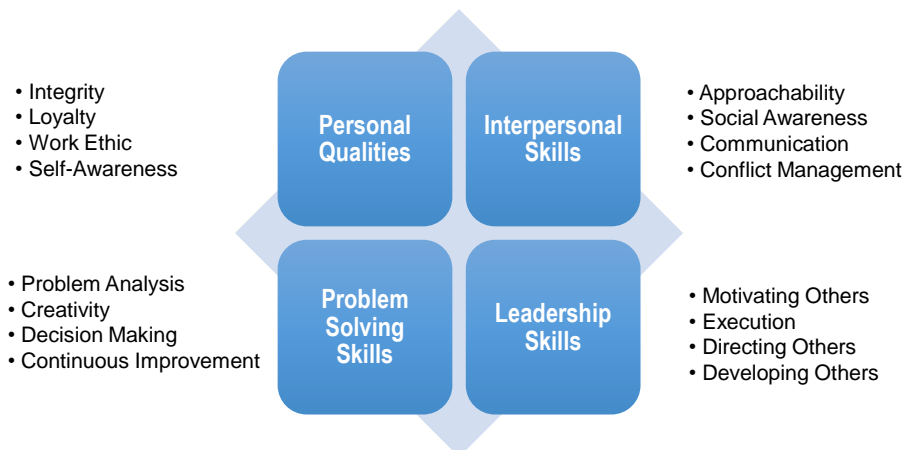 • Integrity
• Loyalty
• Work Ethic
• Self-Awareness
Personal
Qualities
Interpersonal
Skills
• Approachability
• Social Awareness
• Communication
• Conflict Management
• Problem Analysis
• Creativity
• Decision Making
• Continuous Improvement
Problem
Solving
Skills
Leadership
Skills
• Motivating Others
• Execution
• Directing Others
• Developing Others